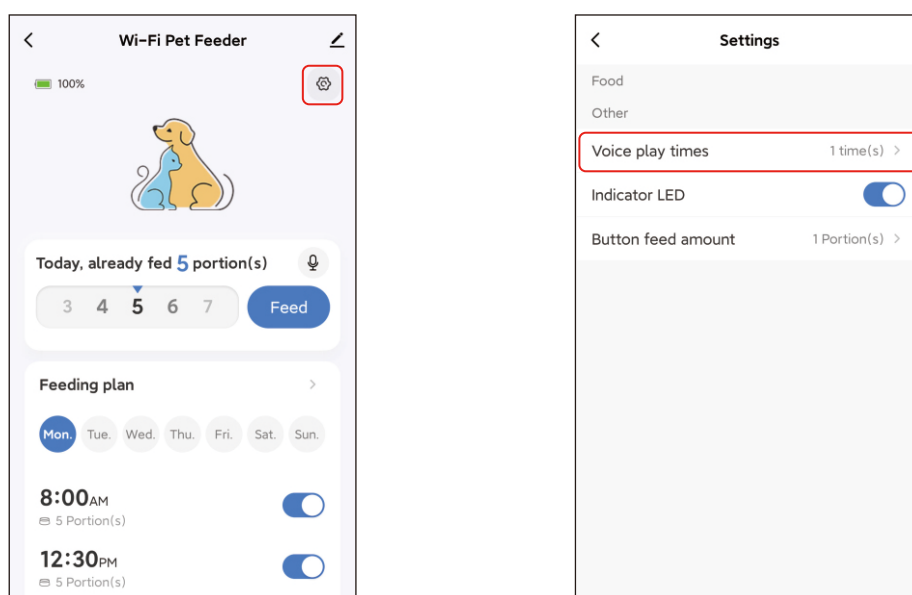 Wi-Fi Pet Feeder
100%
Today, already fed 5 portion(s)
3 4 5 6 7 Feed
Feeding plan
Mon. Tue. Wed. Thu. Fri. Sat. Sun.
8:00AM
5 Portion(s)
12:30PM
5 Portion(s)
Settings
Food
Other
Voice play times 1 time(s)
Indicator LED
Button feed amount 1 Portion(s)